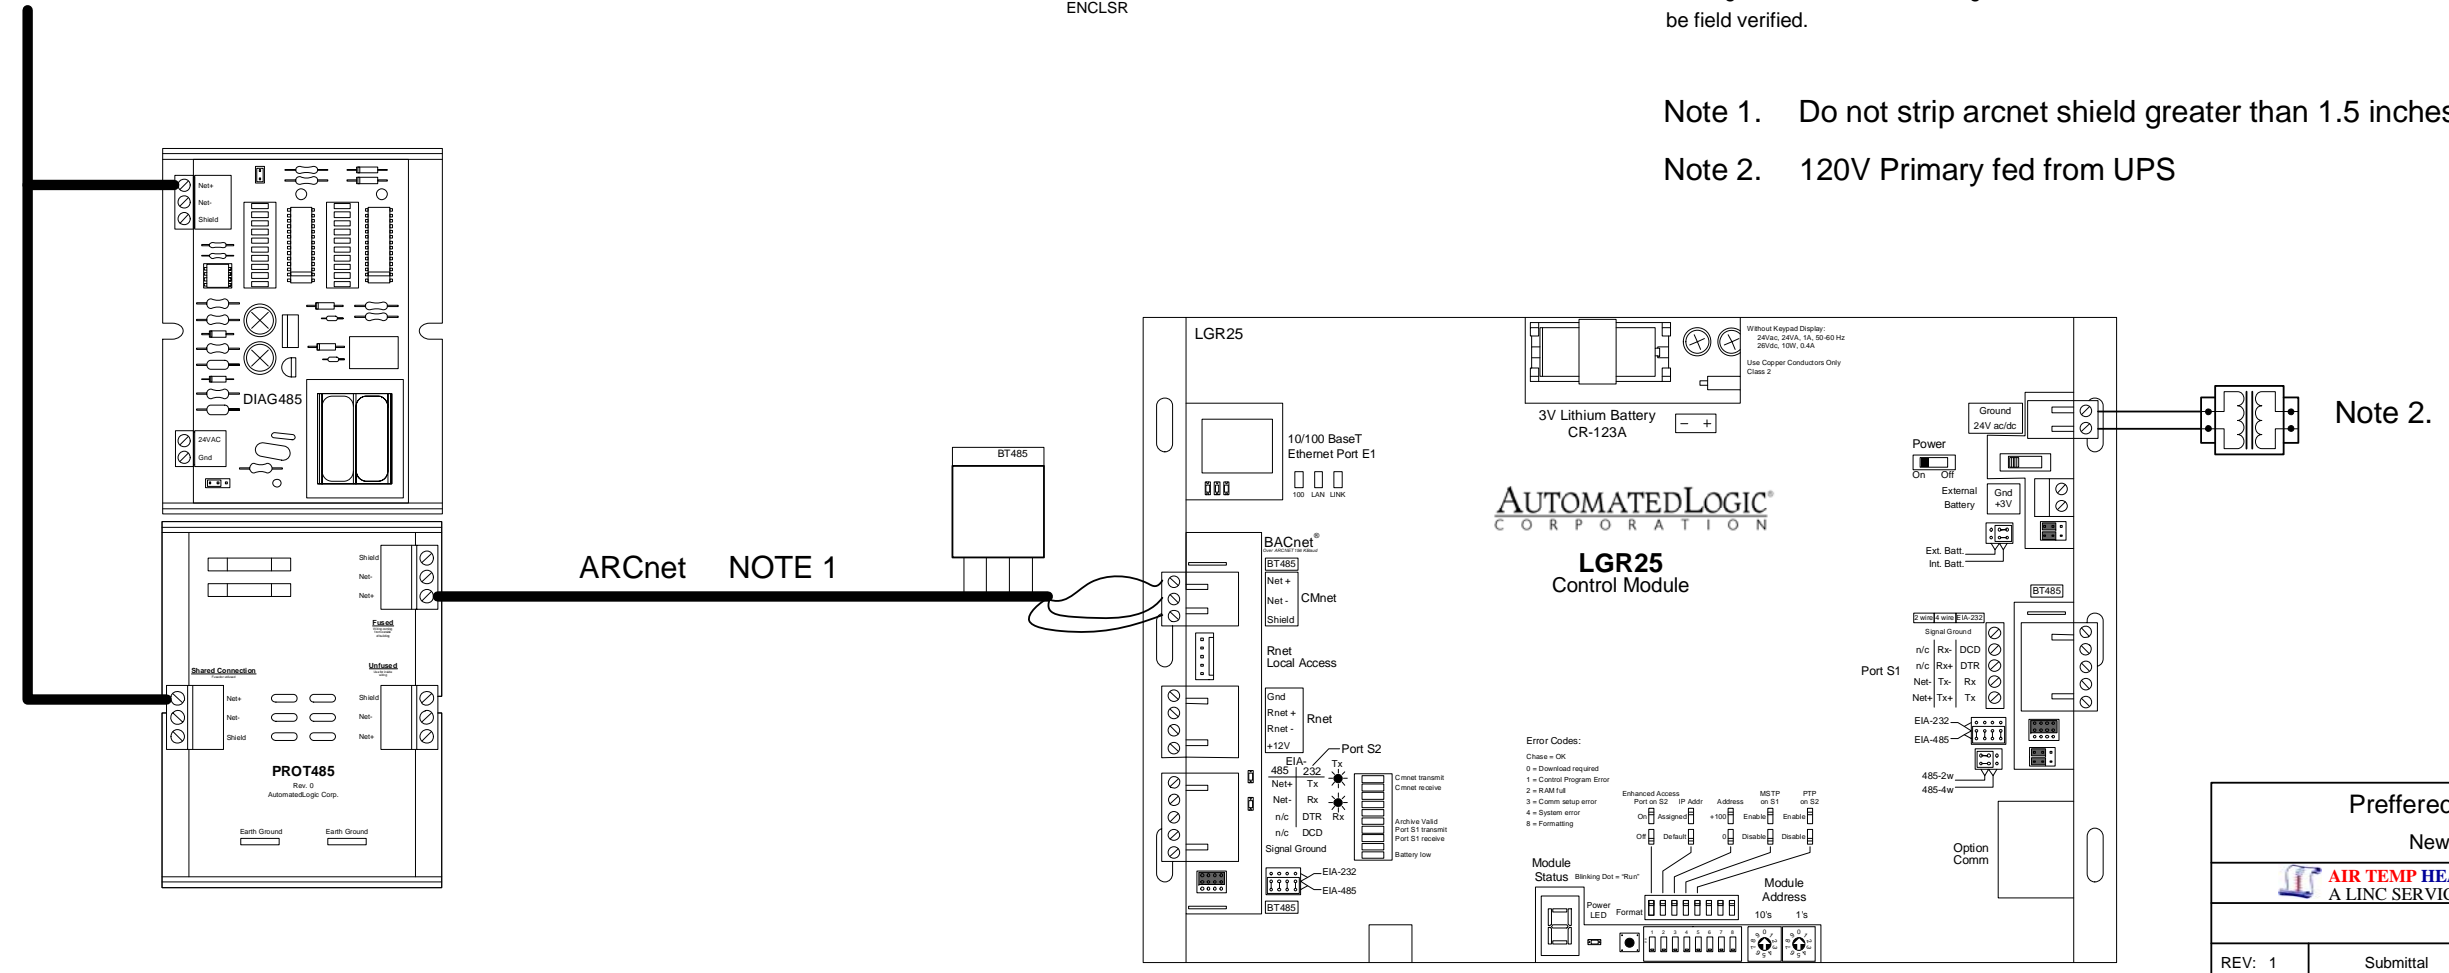 ENCLSR
be field verified.
Note 1. Do not strip arcnet shield greater than 1.5 inches
Note 2. 120V Primary fed from UPS
Net+
Net-
Shield
DIAG485
24VAC
Gnd
Shield
Net-
Net+
Fused
Shared Connection
Unfused
Net+
Net-
Shield
Shield
Net-
Net+
PROT485
Rev. 0
AutomatedLogic Corp.
Earth Ground Earth Ground
ARCnet NOTE 1
BT485
LGR25
10/100 BaseT
Ethernet Port E1
100 LAN LINK
BACnet®
Over ARCNET 156 KBaud
BT485
Net +
Net -
Shield
CMnet
Rnet
Local Access
Gnd
Rnet +
Rnet -
+12V
Rnet
Port S2
EIA-
485 232
Net+ Tx
Net- Rx
n/c DTR
n/c DCD
Signal Ground
Tx
Rx
EIA-232
EIA-485
BT485
Cmnet transmit
Cmnet receive
Archive Valid
Port S1 transmit
Port S1 receive
Battery low
Without Keypad Display:
24Vac, 24VA, 1A, 50-60 Hz
26Vdc, 10W, 0.4A
Use Copper Conductors Only
Class 2
3V Lithium Battery
CR-123A
- +
AUTOMATEDLOGIC®
CORPORATION
LGR25
Control Module
Error Codes:
Chase = OK
0 = Download required
1 = Control Program Error
2 = RAM full
3 = Comm setup error
4 = System error
8 = Formatting
Enhanced Access
Port on S2
On
Off
IP Addr
Assigned
Default
Address
+100
0
MSTP
on S1
Enable
Disable
PTP
on S2
Enable
Disable
Module
Status
Blinking Dot = "Run"
Power
LED
Format
1 2 3 4 5 6 7 8
Module
Address
10's 1's
Ground
24V ac/dc
Power
On Off
External
Battery
Gnd
+3V
Ext. Batt.
Int. Batt.
BT485
2 wire 4 wire EIA-232
Signal Ground
n/c Rx- DCD
n/c Rx+ DTR
Net- Tx- Rx
Net+ Tx+ Tx
Port S1
EIA-232
EIA-485
485-2w
485-4w
Option
Comm
Note 2.
Preffered
New
AIR TEMP HEA
A LINC SERVIC
REV: 1 Submittal